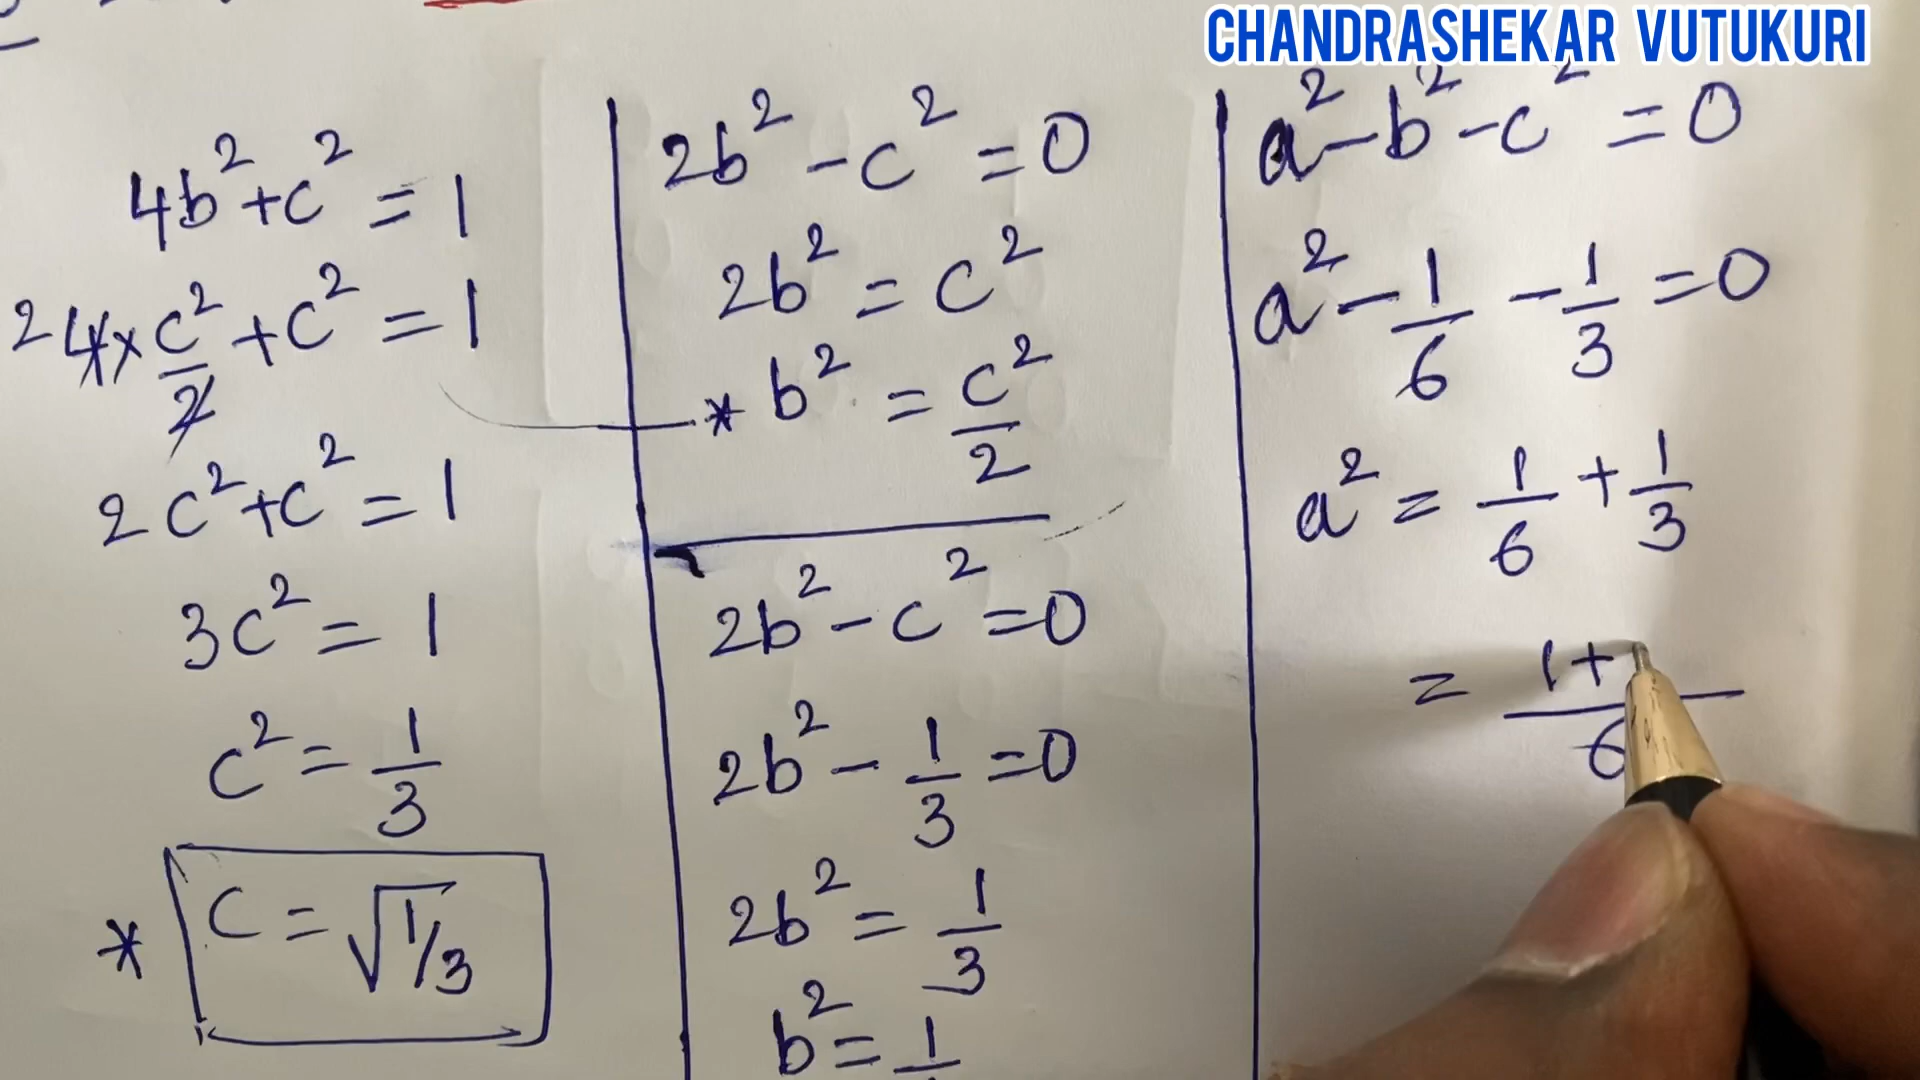 CHANDRASHEKAR VUTUKURI
4b²+c² = 1
2 4 × c²/2 + c² = 1
2c²+c² = 1
3c² = 1
c² = 1/3
* c = √1/3
2b² - c² = 0
2b² = c²
* b² = c²/2
2b² - c² = 0
2b² - 1/3 = 0
2b² = 1/3
b² = 1
a² - b² - c² = 0
a² - 1/6 - 1/3 = 0
a² = 1/6 + 1/3
= 1+/6